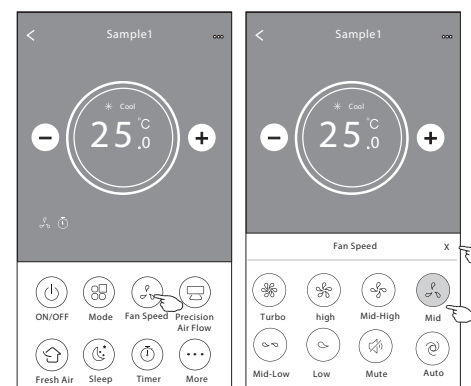 Sample1
Cool
25.0°C
ON/OFF
Mode
Fan Speed
Precision
Air Flow
Fresh Air
Sleep
Timer
More
Sample1
Cool
25.0°C
Fan Speed
X
Turbo
high
Mid-High
Mid
Mid-Low
Low
Mute
Auto